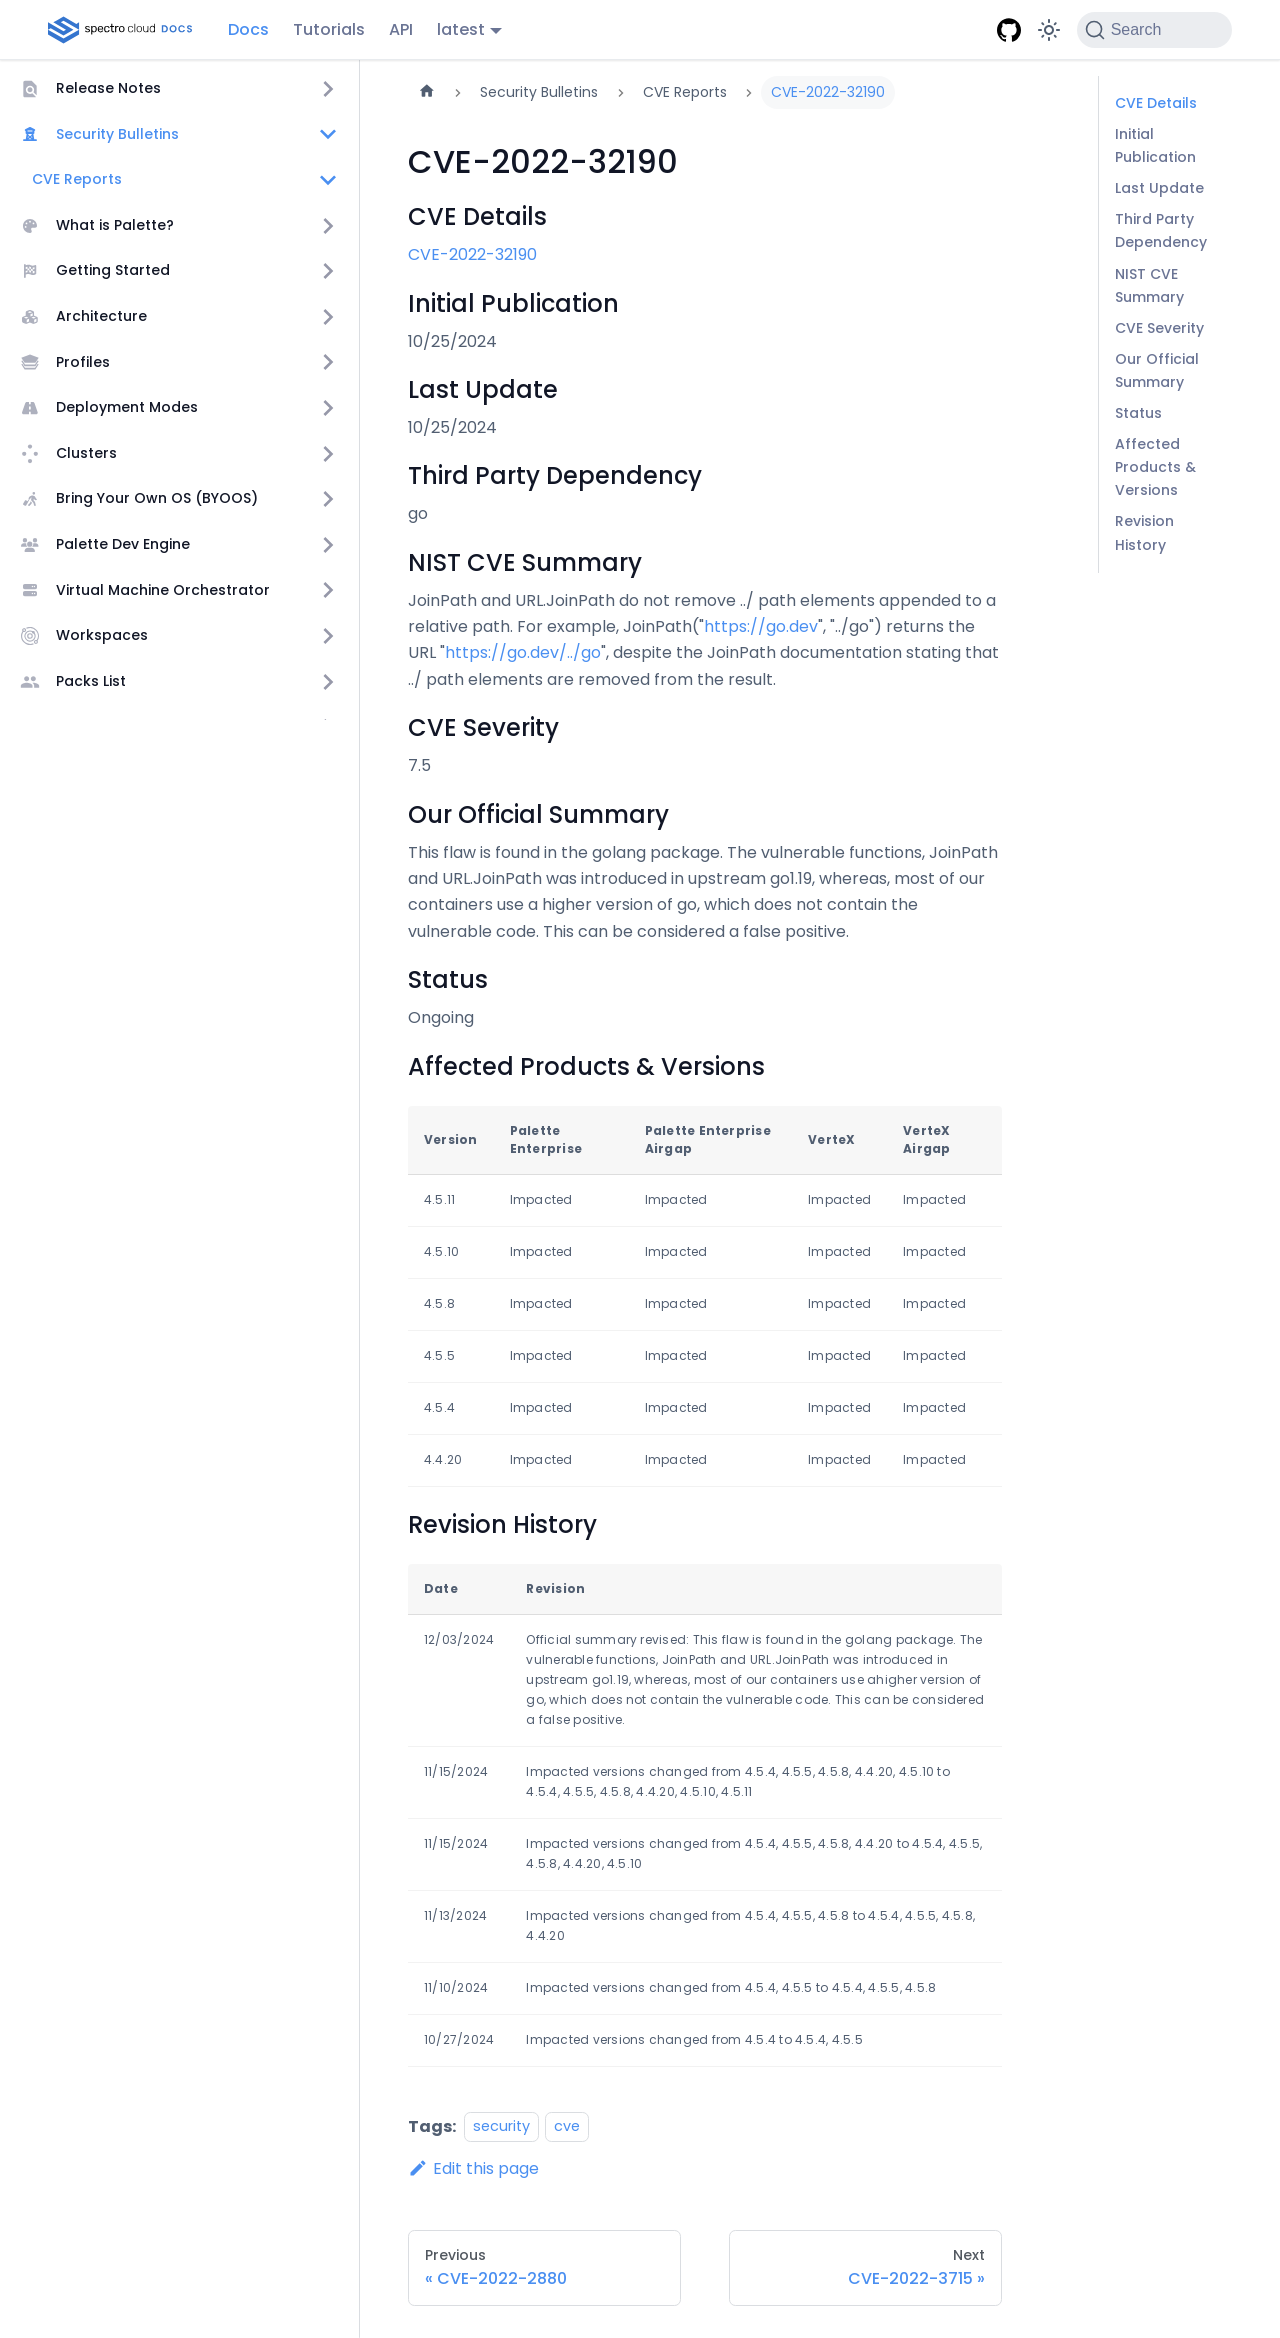 spectro cloud DOCS
Docs
Tutorials
API
latest
Search
Release Notes
Security Bulletins
CVE Reports
What is Palette?
Getting Started
Architecture
Profiles
Deployment Modes
Clusters
Bring Your Own OS (BYOOS)
Palette Dev Engine
Virtual Machine Orchestrator
Workspaces
Packs List
Security Bulletins
CVE Reports
CVE-2022-32190
CVE-2022-32190
CVE Details
CVE-2022-32190
Initial Publication
10/25/2024
Last Update
10/25/2024
Third Party Dependency
go
NIST CVE Summary
JoinPath and URL.JoinPath do not remove ../ path elements appended to a
relative path. For example, JoinPath("https://go.dev", "../go") returns the
URL "https://go.dev/../go", despite the JoinPath documentation stating that
../ path elements are removed from the result.
CVE Severity
7.5
Our Official Summary
This flaw is found in the golang package. The vulnerable functions, JoinPath
and URL.JoinPath was introduced in upstream go1.19, whereas, most of our
containers use a higher version of go, which does not contain the
vulnerable code. This can be considered a false positive.
Status
Ongoing
Affected Products & Versions
Version Palette Enterprise Palette Enterprise Airgap VerteX VerteX Airgap
4.5.11 Impacted Impacted Impacted Impacted
4.5.10 Impacted Impacted Impacted Impacted
4.5.8 Impacted Impacted Impacted Impacted
4.5.5 Impacted Impacted Impacted Impacted
4.5.4 Impacted Impacted Impacted Impacted
4.4.20 Impacted Impacted Impacted Impacted
Revision History
Date Revision
12/03/2024 Official summary revised: This flaw is found in the golang package. The
vulnerable functions, JoinPath and URL.JoinPath was introduced in
upstream go1.19, whereas, most of our containers use ahigher version of
go, which does not contain the vulnerable code. This can be considered
a false positive.
11/15/2024 Impacted versions changed from 4.5.4, 4.5.5, 4.5.8, 4.4.20, 4.5.10 to
4.5.4, 4.5.5, 4.5.8, 4.4.20, 4.5.10, 4.5.11
11/15/2024 Impacted versions changed from 4.5.4, 4.5.5, 4.5.8, 4.4.20 to 4.5.4, 4.5.5,
4.5.8, 4.4.20, 4.5.10
11/13/2024 Impacted versions changed from 4.5.4, 4.5.5, 4.5.8 to 4.5.4, 4.5.5, 4.5.8,
4.4.20
11/10/2024 Impacted versions changed from 4.5.4, 4.5.5 to 4.5.4, 4.5.5, 4.5.8
10/27/2024 Impacted versions changed from 4.5.4 to 4.5.4, 4.5.5
Tags: security cve
Edit this page
Previous
« CVE-2022-2880
Next
CVE-2022-3715 »
CVE Details
Initial
Publication
Last Update
Third Party
Dependency
NIST CVE
Summary
CVE Severity
Our Official
Summary
Status
Affected
Products &
Versions
Revision
History